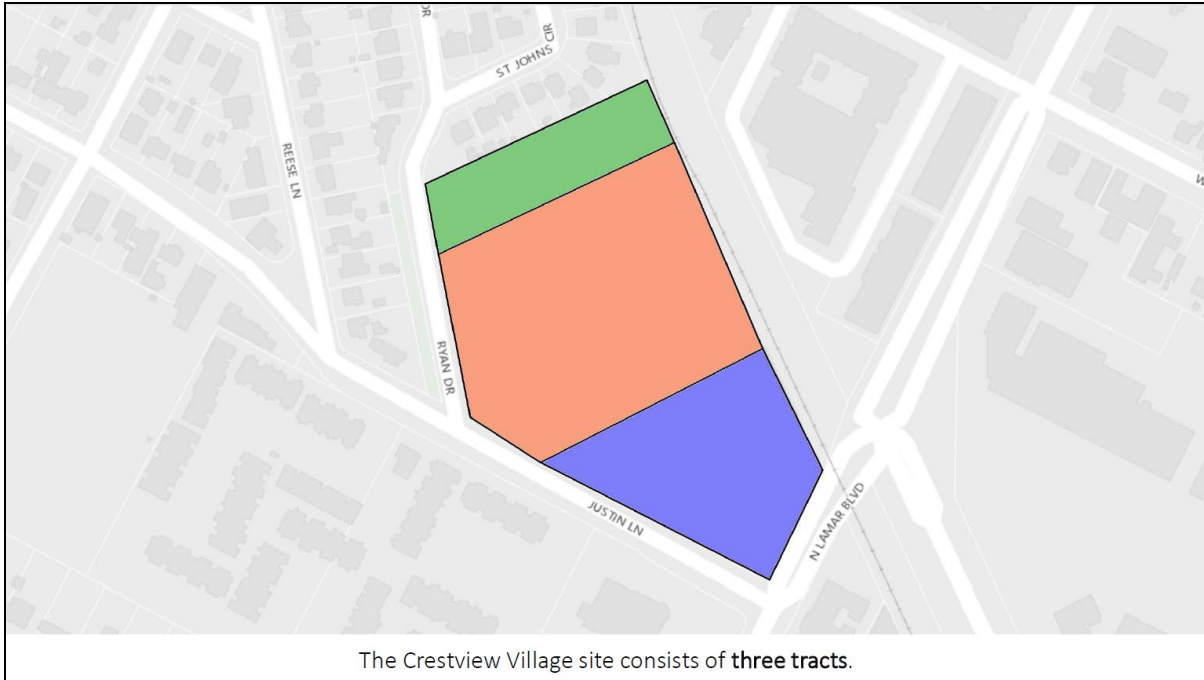 DR
ST JOHNS
CIR
REESE LN
RYAN DR
JUSTIN LN
N LAMAR BLVD
W
The Crestview Village site consists of three tracts.